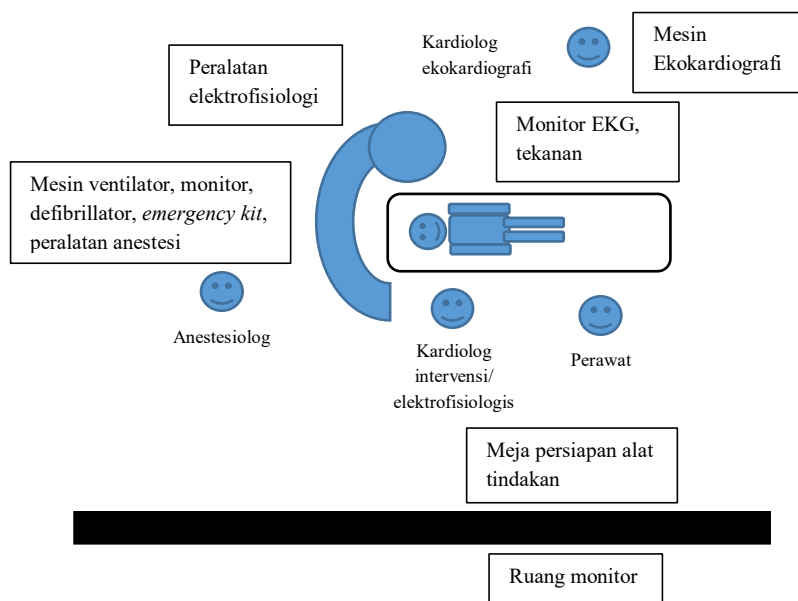 Kardiolog
ekokardiografi
Mesin
Ekokardiografi
Peralatan
elektrofisiologi
Monitor EKG,
tekanan
Mesin ventilator, monitor,
defibrillator, emergency kit,
peralatan anestesi
Anestesiolog
Kardiolog
intervensi/
elektrofisiologis
Perawat
Meja persiapan alat
tindakan
Ruang monitor